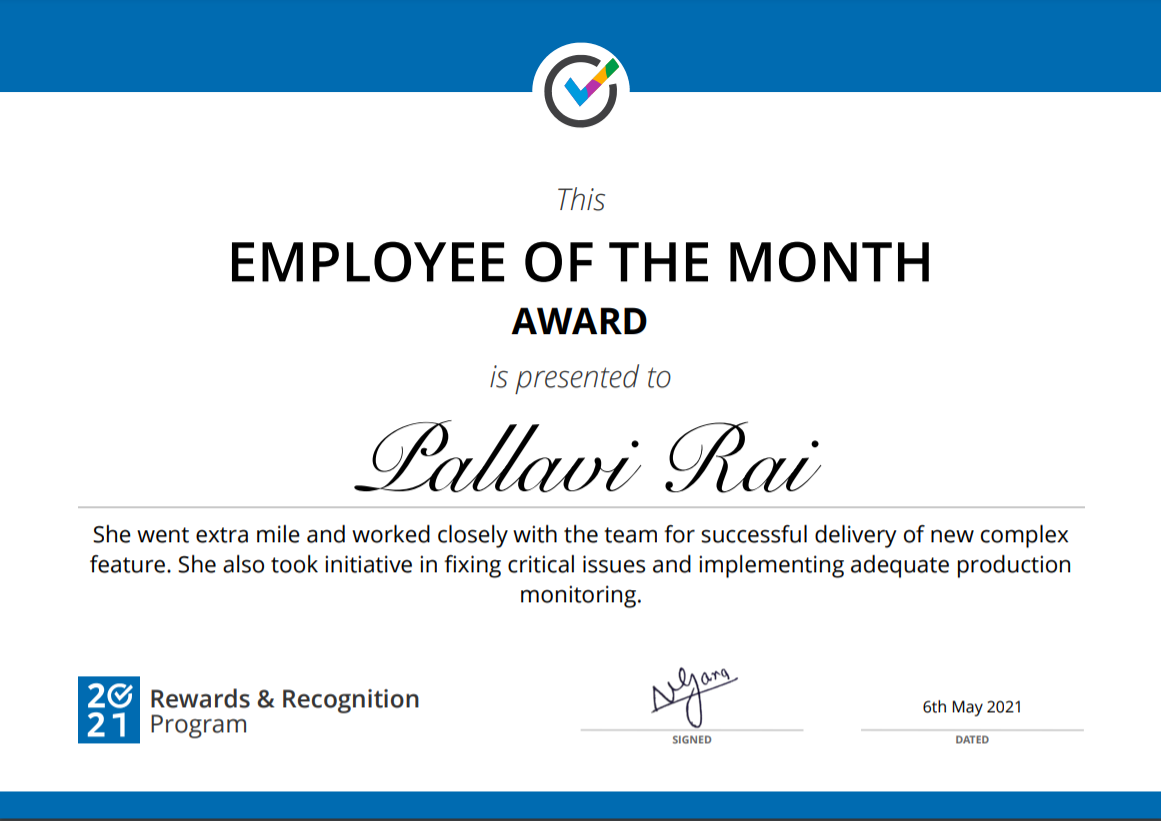 This
EMPLOYEE OF THE MONTH
AWARD
is presented to
Pallavi Rai
She went extra mile and worked closely with the team for successful delivery of new complex
feature. She also took initiative in fixing critical issues and implementing adequate production
monitoring.
20
21
Rewards & Recognition
Program
SIGNED
6th May 2021
DATED